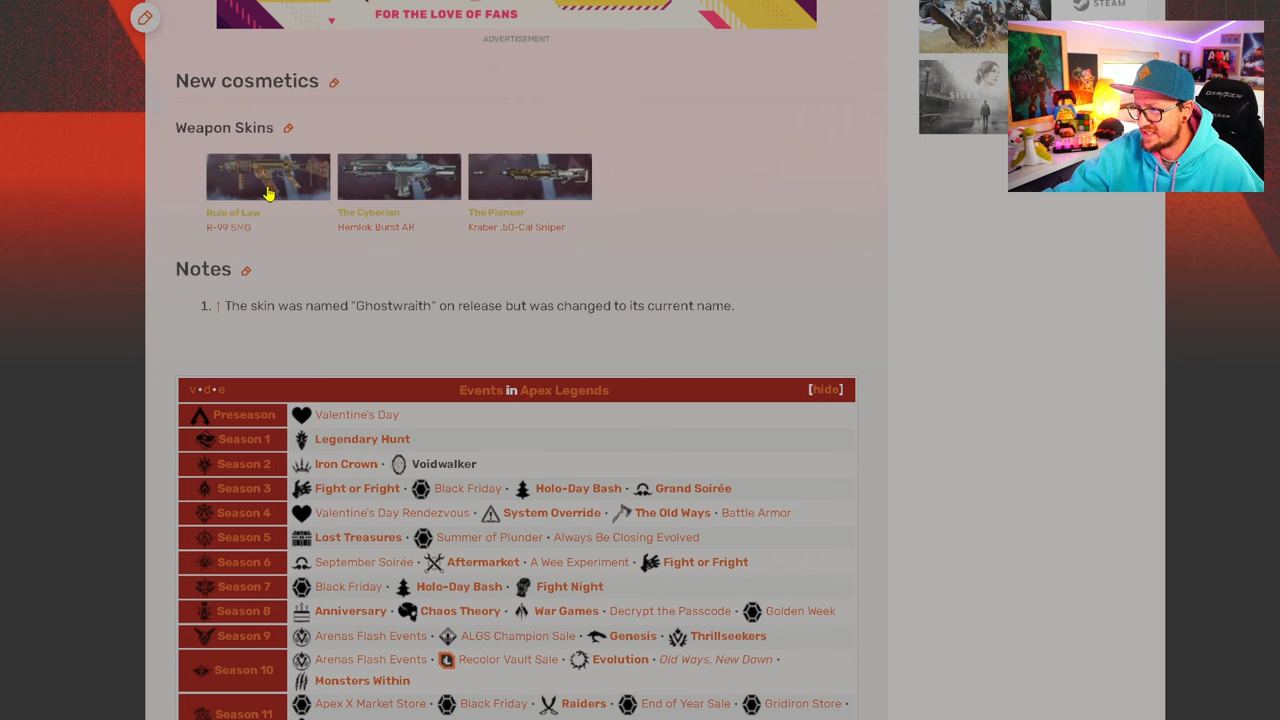 FOR THE LOVE OF FANS
ADVERTISEMENT
STEAM
New cosmetics
Weapon Skins
Rule of Law
R-99 SMG
The Cyberian
Hemlok Burst AR
The Pioneer
Kraber .50-Cal Sniper
Notes
1. ↑ The skin was named "Ghostwraith" on release but was changed to its current name.
v • d • e Events in Apex Legends [hide]
Preseason Valentine's Day
Season 1 Legendary Hunt
Season 2 Iron Crown • Voidwalker
Season 3 Fight or Fright • Black Friday • Holo-Day Bash • Grand Soirée
Season 4 Valentine's Day Rendezvous • System Override • The Old Ways • Battle Armor
Season 5 Lost Treasures • Summer of Plunder • Always Be Closing Evolved
Season 6 September Soirée • Aftermarket • A Wee Experiment • Fight or Fright
Season 7 Black Friday • Holo-Day Bash • Fight Night
Season 8 Anniversary • Chaos Theory • War Games • Decrypt the Passcode • Golden Week
Season 9 Arenas Flash Events • ALGS Champion Sale • Genesis • Thrillseekers
Season 10 Arenas Flash Events • Recolor Vault Sale • Evolution • Old Ways, New Dawn •
Monsters Within
Season 11 Apex X Market Store • Black Friday • Raiders • End of Year Sale • Gridiron Store •
DXRACER